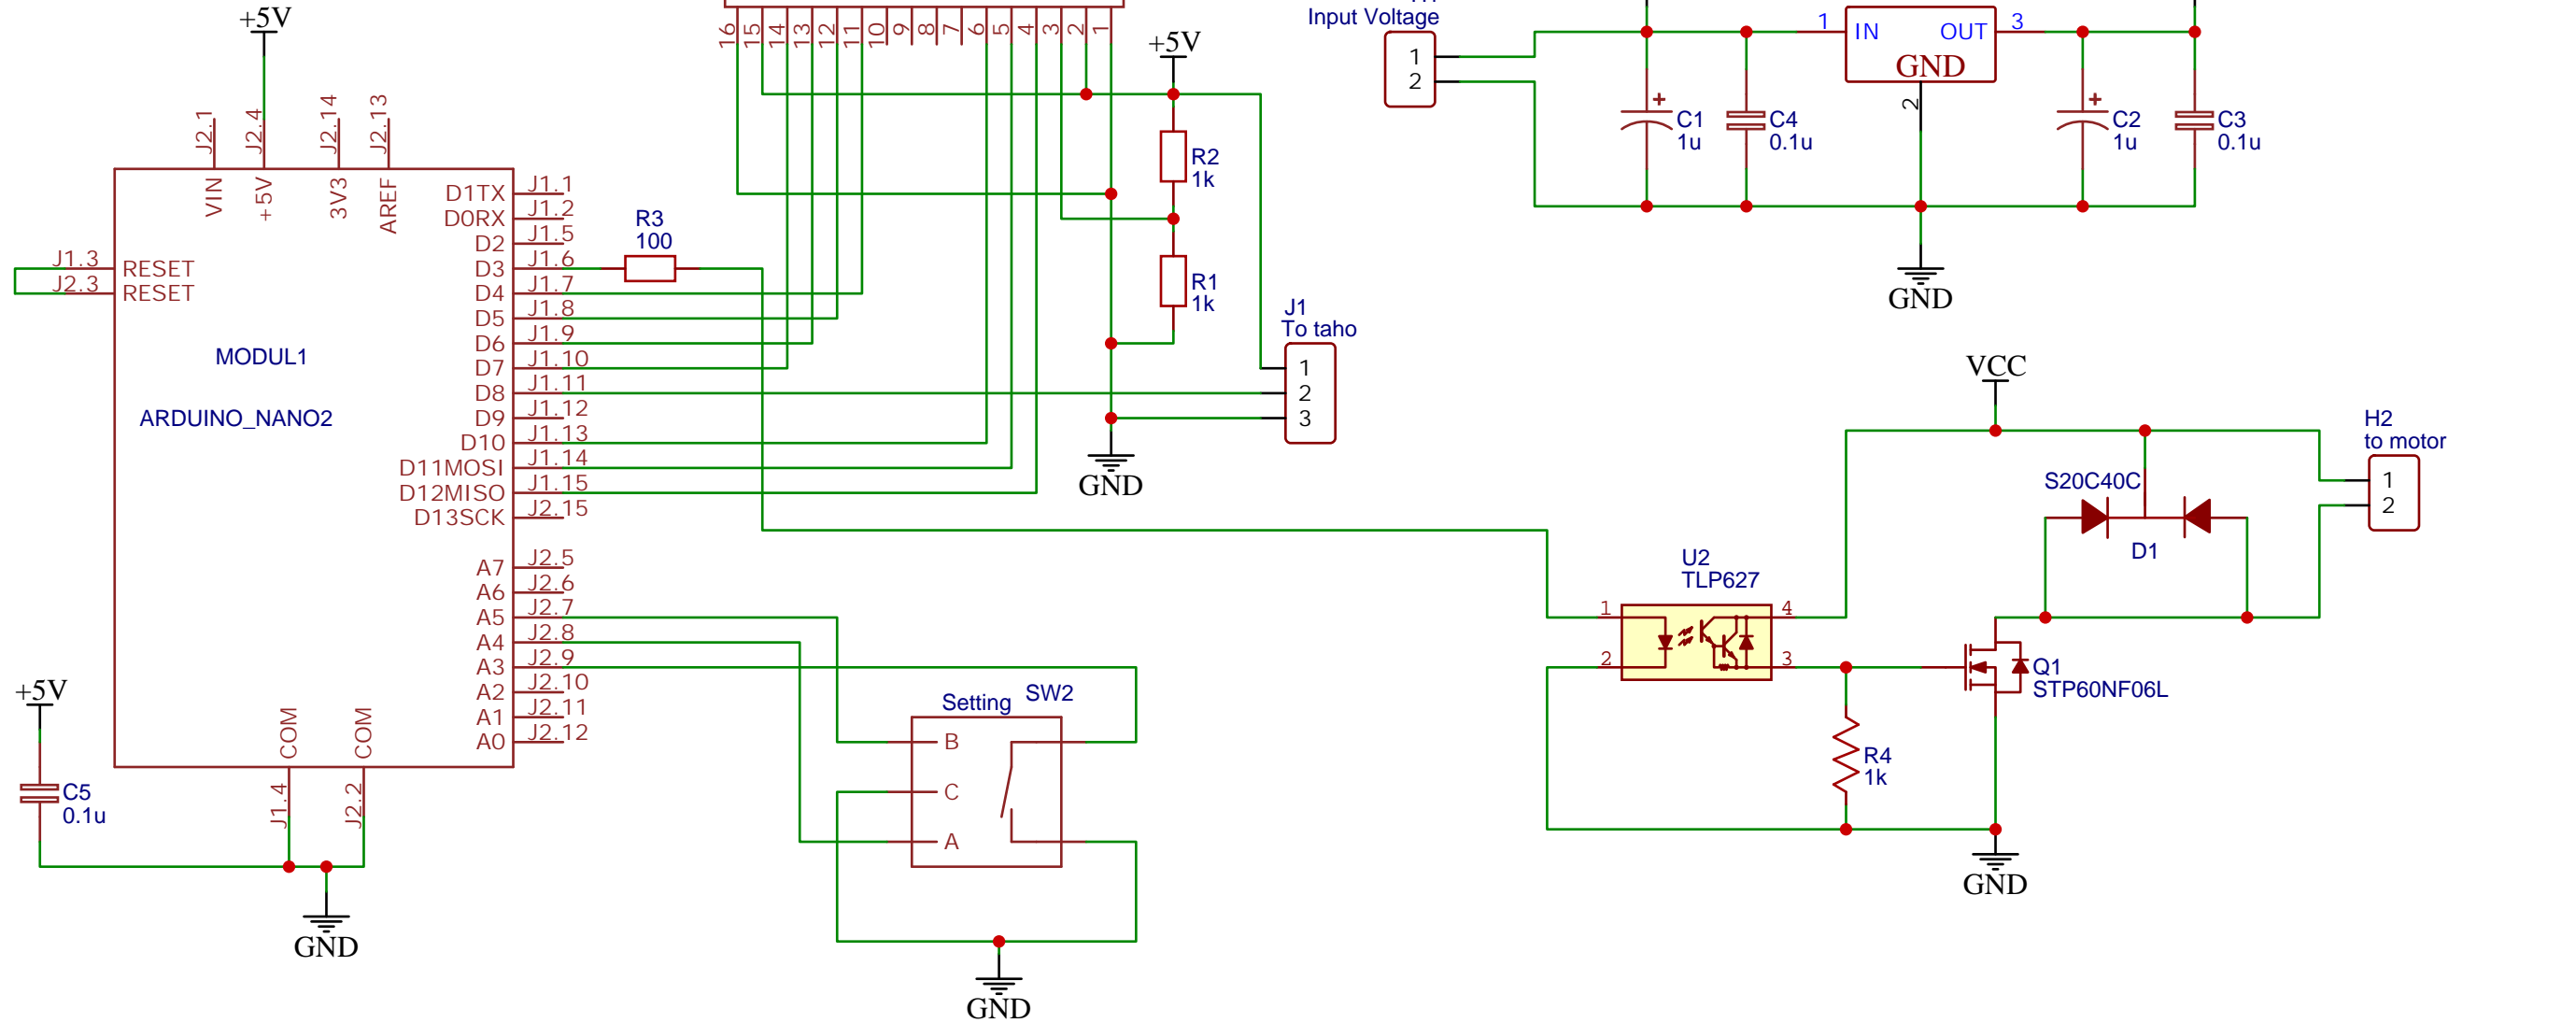 +5V
J2.1
J2.4
J2.14
J2.13
VIN
+5V
3V3
AREF
J1.3
J2.3
RESET
RESET
MODUL1
ARDUINO_NANO2
D1TX
D0RX
D2
D3
D4
D5
D6
D7
D8
D9
D10
D11MOSI
D12MISO
D13SCK
A7
A6
A5
A4
A3
A2
A1
A0
J1.1
J1.2
J1.5
J1.6
J1.7
J1.8
J1.9
J1.10
J1.11
J1.12
J1.13
J1.14
J1.15
J2.15
J2.5
J2.6
J2.7
J2.8
J2.9
J2.10
J2.11
J2.12
COM
COM
J1.4
J2.2
+5V
C5
0.1u
GND
R3
100
16
15
14
13
12
11
10
9
8
7
6
5
4
3
2
1
+5V
R2
1k
R1
1k
J1
To taho
1
2
3
GND
Setting
SW2
B
C
A
GND
Input Voltage
1
2
C1
1u
C4
0.1u
1
IN
OUT
3
GND
2
C2
1u
C3
0.1u
GND
VCC
H2
to motor
1
2
S20C40C
D1
U2
TLP627
1
2
4
3
Q1
STP60NF06L
R4
1k
GND